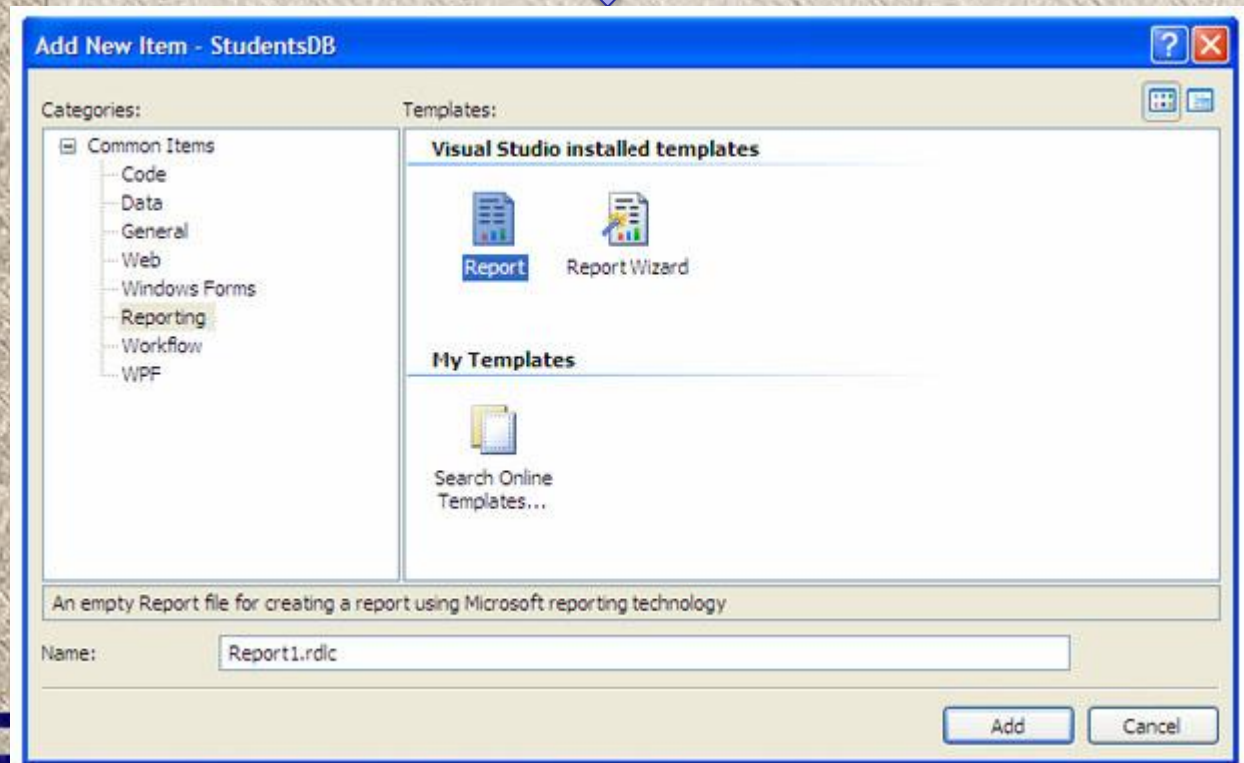 Add New Item - StudentsDB
Categories:
Templates:
Common Items
Code
Data
General
Web
Windows Forms
Reporting
Workflow
WPF
Visual Studio installed templates
Report
Report Wizard
My Templates
Search Online
Templates...
An empty Report file for creating a report using Microsoft reporting technology
Name:
Report1.rdlc
Add
Cancel